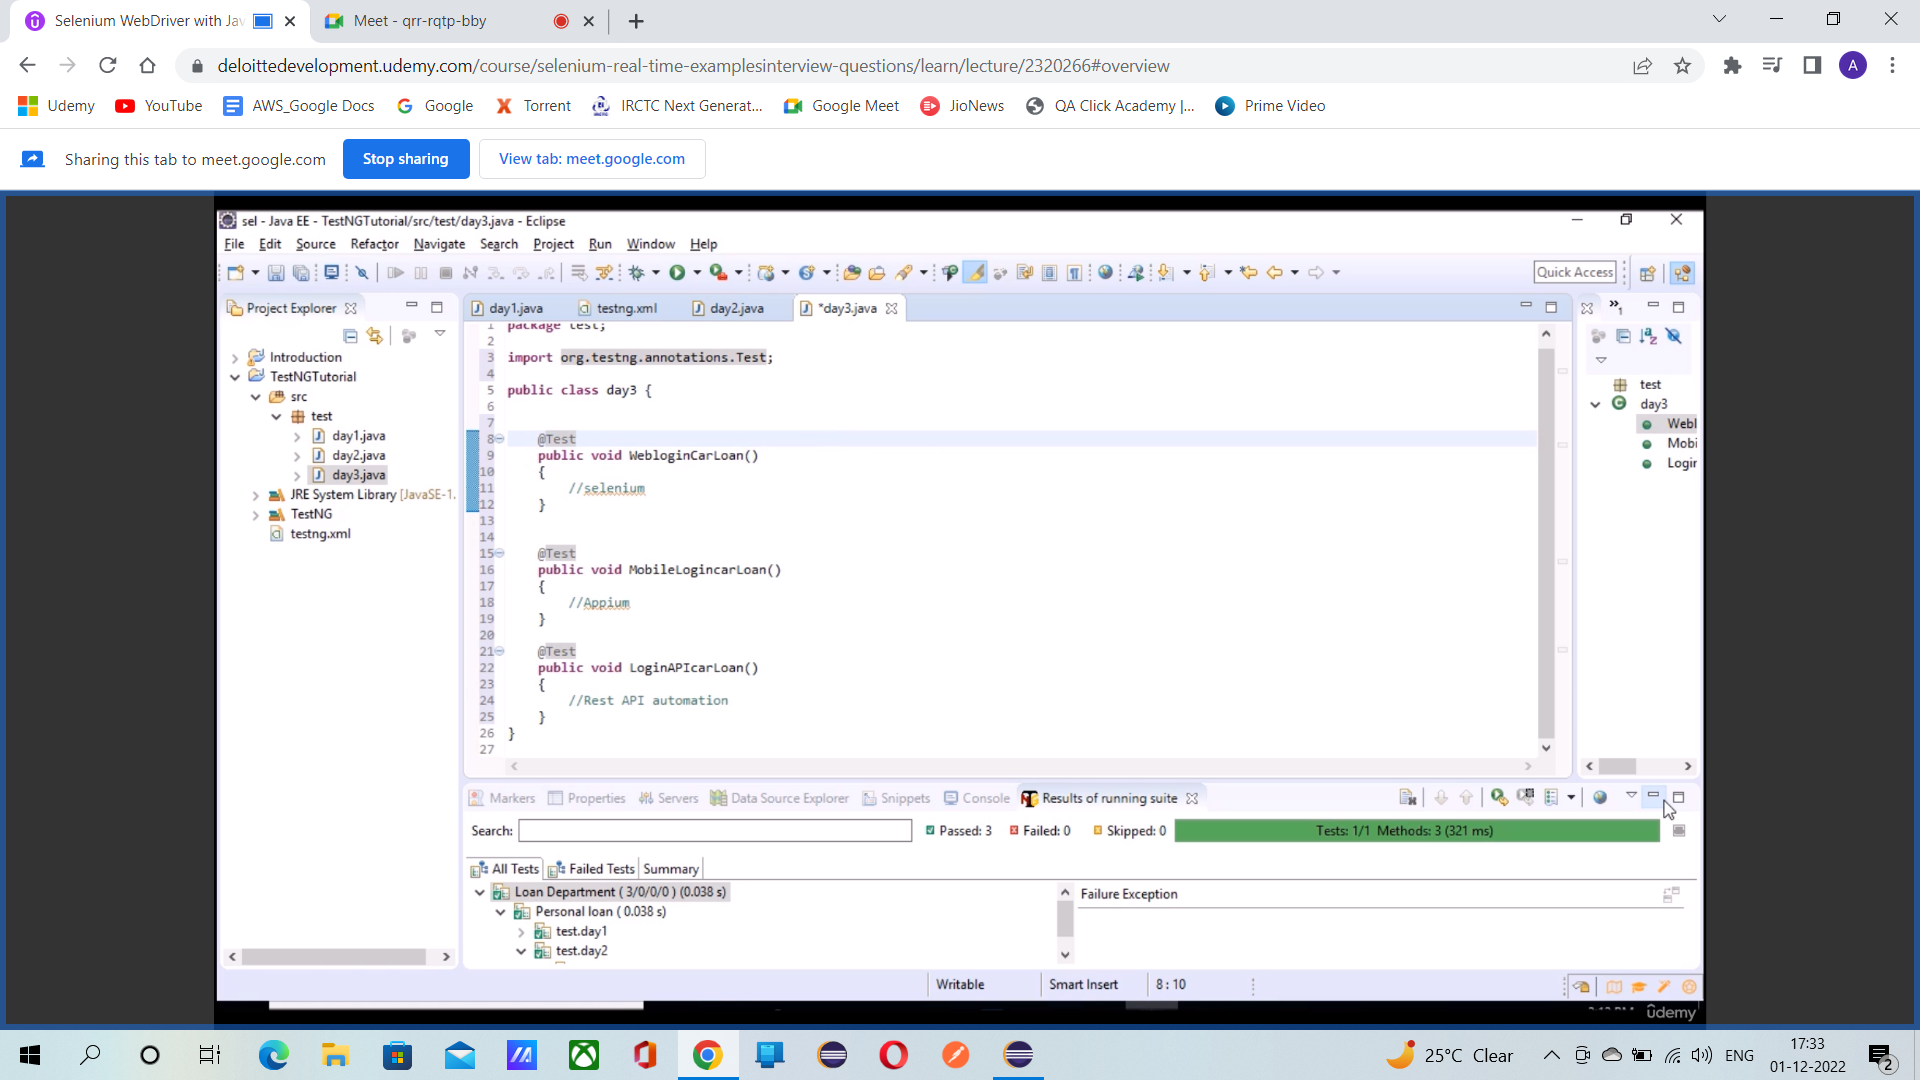 Selenium WebDriver with Jav
Meet - qrr-rqtp-bby
deloittedevelopment.udemy.com/course/selenium-real-time-examplesinterview-questions/learn/lecture/2320266#overview
A
Udemy
YouTube
AWS_Google Docs
Google
Torrent
IRCTC Next Generat...
Google Meet
JioNews
QA Click Academy |...
Prime Video
Sharing this tab to meet.google.com
Stop sharing
View tab: meet.google.com
sel - Java EE - TestNGTutorial/src/test/day3.java - Eclipse
File Edit Source Refactor Navigate Search Project Run Window Help
Quick Access
Project Explorer
Introduction
TestNGTutorial
src
test
day1.java
day2.java
day3.java
JRE System Library [JavaSE-1.
TestNG
testng.xml
day1.java
testng.xml
day2.java
*day3.java
1 package test;
2
3 import org.testng.annotations.Test;
4
5 public class day3 {
6
7
8 @Test
9 public void WebloginCarLoan()
10 {
11 //selenium
12 }
13
14
15 @Test
16 public void MobileLogincarLoan()
17 {
18 //Appium
19 }
20
21 @Test
22 public void LoginAPIcarLoan()
23 {
24 //Rest API automation
25 }
26 }
27
»1
test
day3
Webl
Mobi
Logir
Markers
Properties
Servers
Data Source Explorer
Snippets
Console
Results of running suite
Search:
Passed: 3
Failed: 0
Skipped: 0
Tests: 1/1 Methods: 3 (321 ms)
All Tests
Failed Tests
Summary
Loan Department ( 3/0/0/0 ) (0.038 s)
Personal loan ( 0.038 s)
test.day1
test.day2
Failure Exception
Writable
Smart Insert
8 : 10
ûdemy
25°C Clear
ENG
17:33
01-12-2022
2